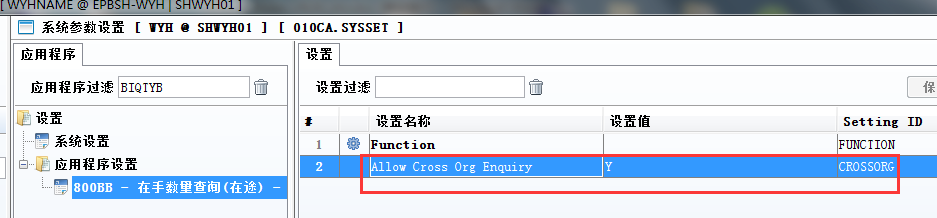 [ WYHNAME @ EPBSH-WYH | SHWYH01 ]
系统参数设置 [ WYH @ SHWYH01 ] [ 010CA.SYSSET ]
应用程序
应用程序过滤 BIQIYB
设置
系统设置
应用程序设置
800BB - 在手数量查询(在途) -
设置
设置过滤
保
# 设置名称 设置值 Setting ID
1 Function FUNCTION
2 Allow Cross Org Enquiry Y CROSSORG